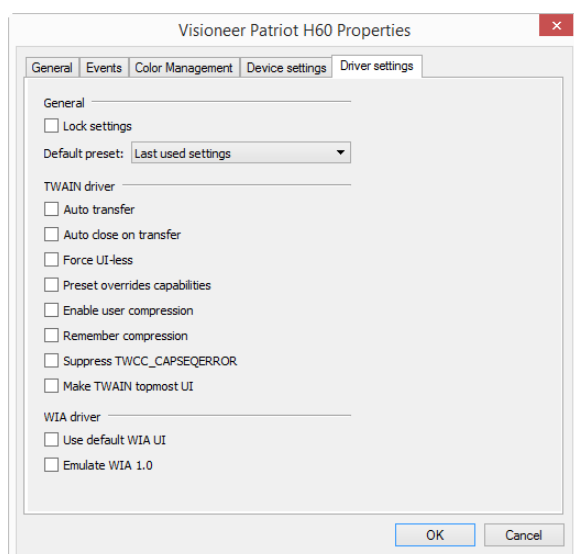 Visioneer Patriot H60 Properties
General Events Color Management Device settings Driver settings
General
Lock settings
Default preset: Last used settings
TWAIN driver
Auto transfer
Auto close on transfer
Force UI-less
Preset overrides capabilities
Enable user compression
Remember compression
Suppress TWCC_CAPSEQERROR
Make TWAIN topmost UI
WIA driver
Use default WIA UI
Emulate WIA 1.0
OK Cancel